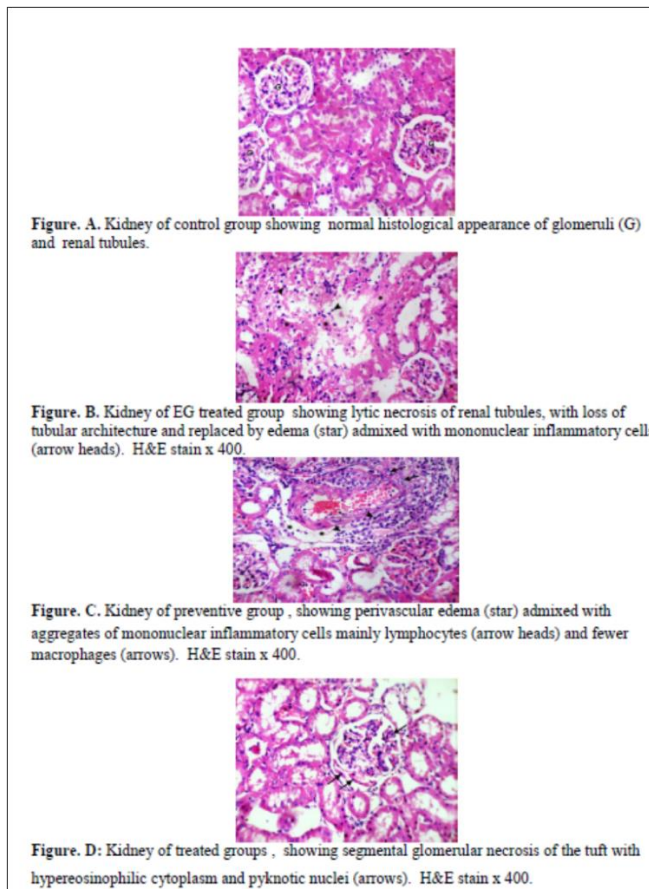 Figure. A. Kidney of control group showing normal histological appearance of glomeruli (G)
and renal tubules.
Figure. B. Kidney of EG treated group showing lytic necrosis of renal tubules, with loss of
tubular architecture and replaced by edema (star) admixed with mononuclear inflammatory cells
(arrow heads). H&E stain x 400.
Figure. C. Kidney of preventive group , showing perivascular edema (star) admixed with
aggregates of mononuclear inflammatory cells mainly lymphocytes (arrow heads) and fewer
macrophages (arrows). H&E stain x 400.
Figure. D: Kidney of treated groups , showing segmental glomerular necrosis of the tuft with
hypereosinophilic cytoplasm and pyknotic nuclei (arrows). H&E stain x 400.